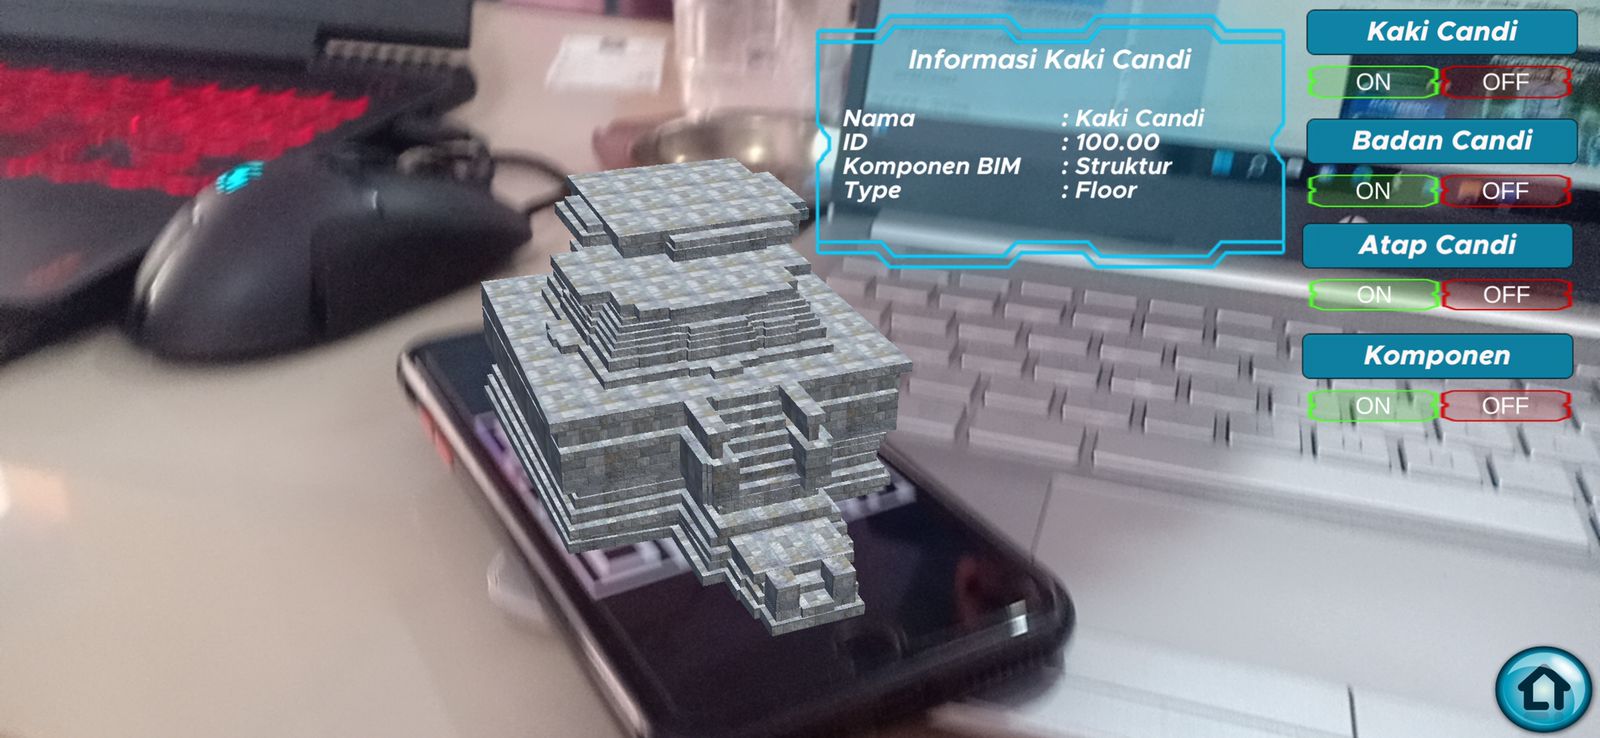 Informasi Kaki Candi
Nama : Kaki Candi
ID : 100.00
Komponen BIM : Struktur
Type : Floor
Kaki Candi
ON OFF
Badan Candi
ON OFF
Atap Candi
ON OFF
Komponen
ON OFF